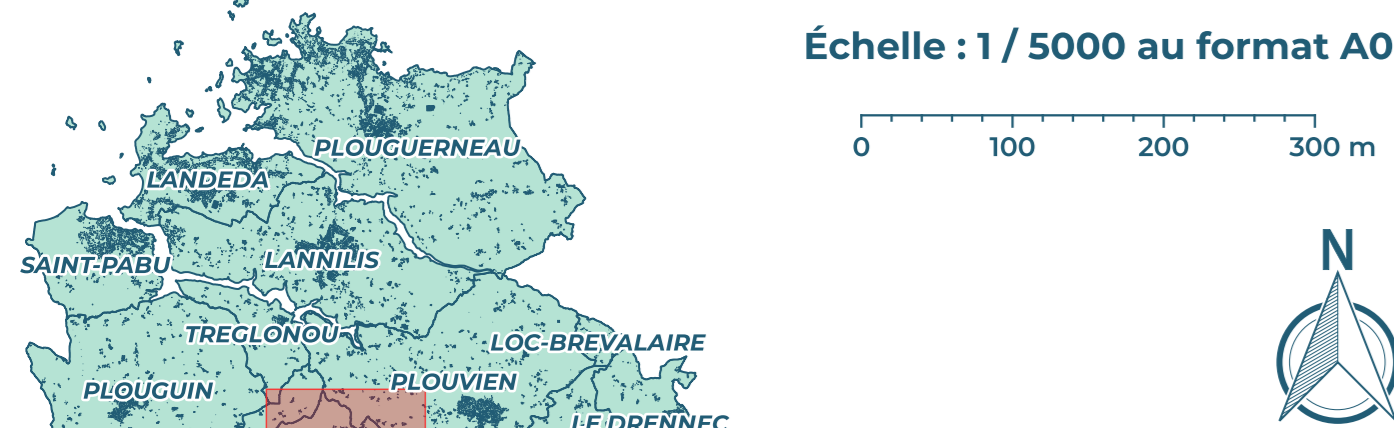 Échelle : 1 / 5000 au format A0
0 100 200 300 m
N
PLOUGUERNEAU
LANDEDA
SAINT-PABU
LANNILIS
TREGLONOU
LOC-BREVALAIRE
PLOUGUIN
PLOUVIEN
LE DRENNEC